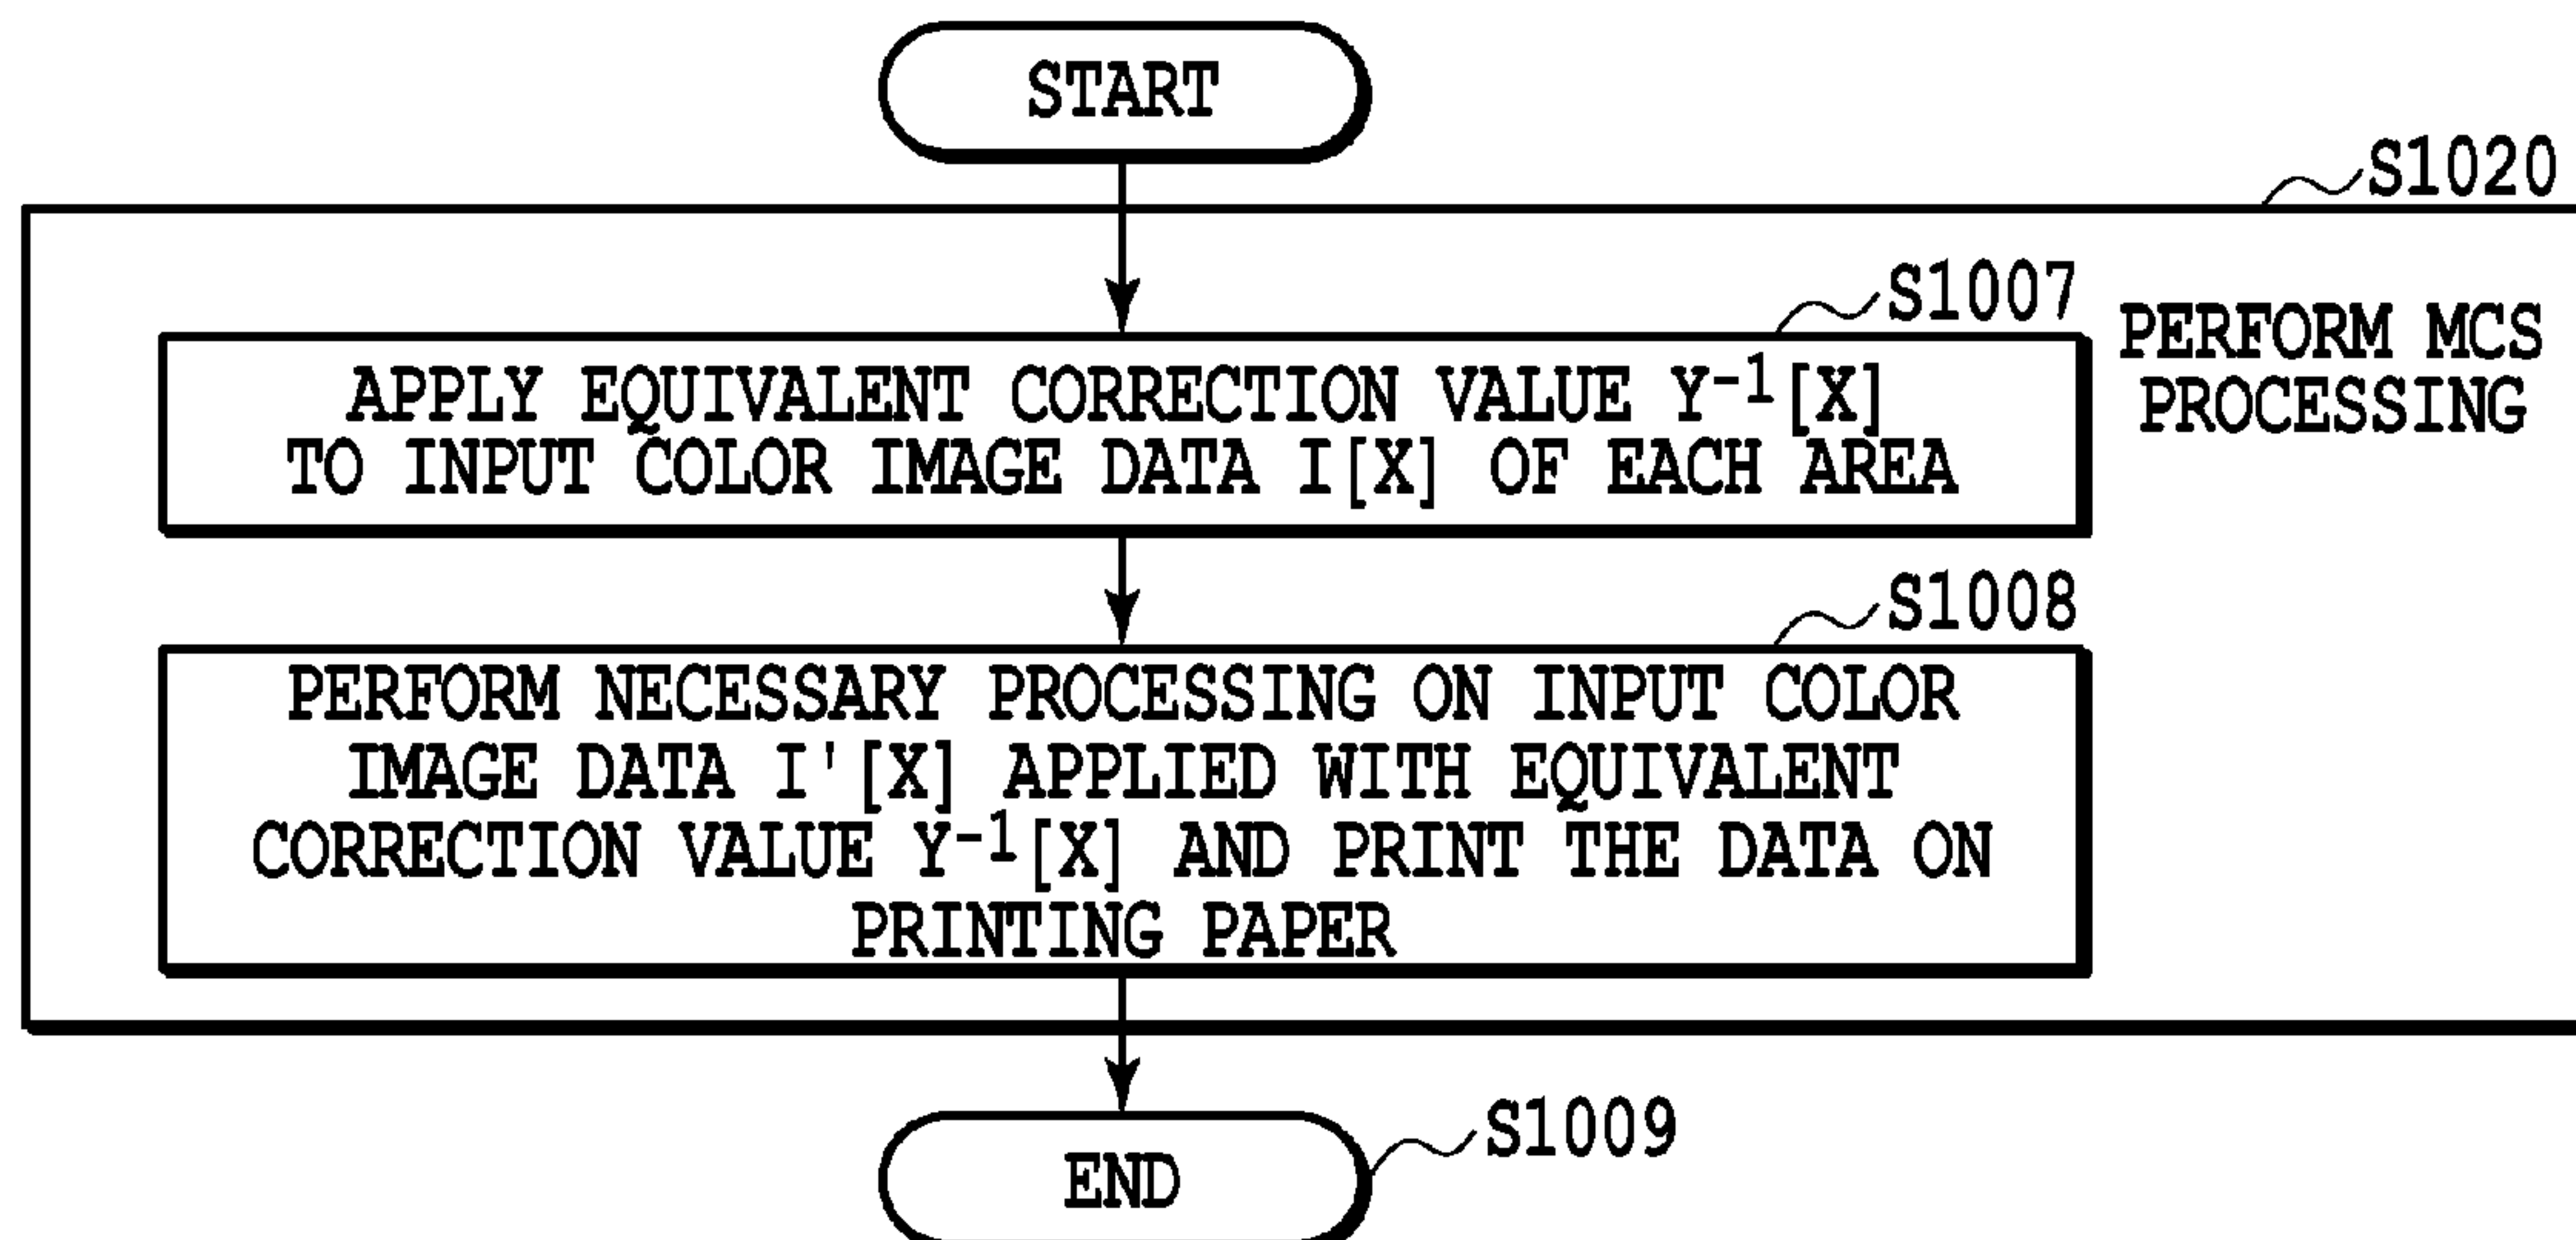 START
S1020
S1007
PERFORM MCS
PROCESSING
APPLY EQUIVALENT CORRECTION VALUE Y⁻¹[X]
TO INPUT COLOR IMAGE DATA I[X] OF EACH AREA
S1008
PERFORM NECESSARY PROCESSING ON INPUT COLOR
IMAGE DATA I'[X] APPLIED WITH EQUIVALENT
CORRECTION VALUE Y⁻¹[X] AND PRINT THE DATA ON
PRINTING PAPER
S1009
END